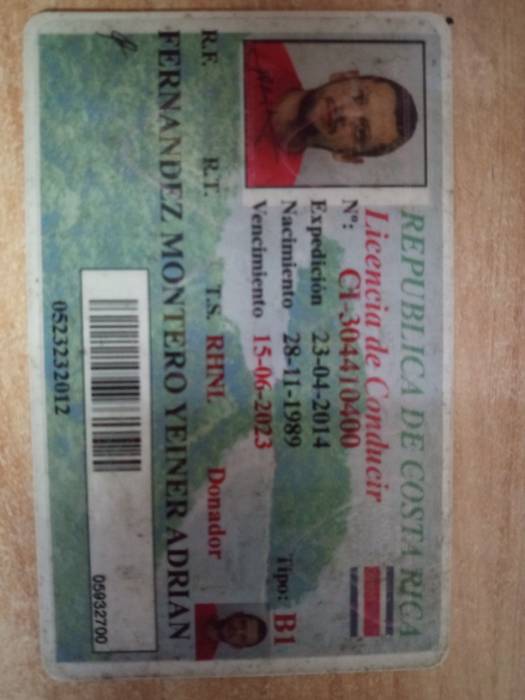 REPUBLICA DE COSTA RICA
Licencia de Conducir
N°: CI-304410400
Expedición 23-04-2014
Nacimiento 28-11-1989
Vencimiento 15-06-2023
Tipo: B1
R.F. R.T. T.S. RHNL Donador
FERNANDEZ MONTERO YEINER ADRIAN
05932700
0523232012